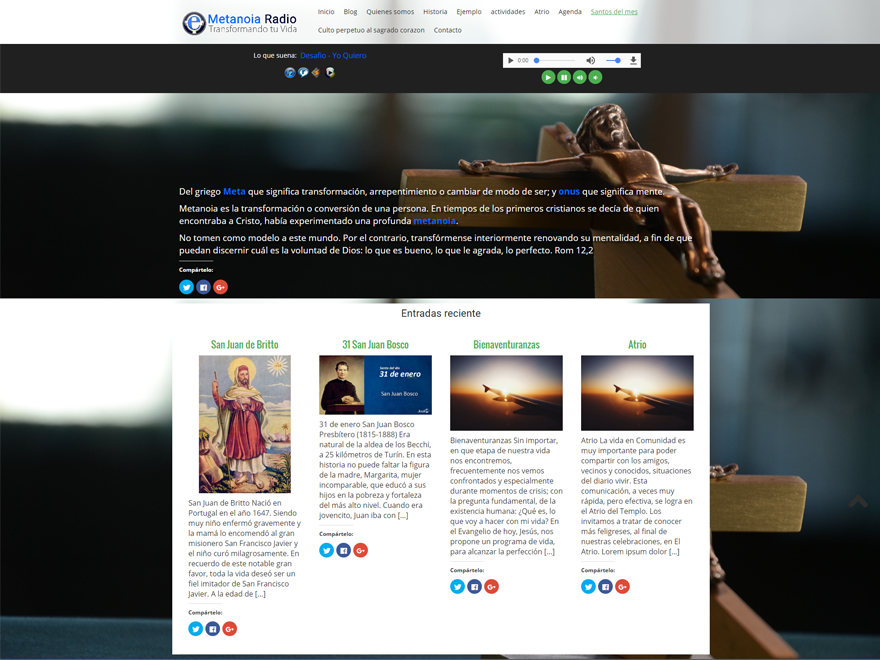 Metanoia Radio
Transformando tu Vida
Inicio Blog Quienes somos Historia Ejemplo actividades Atrio Agenda Santos del mes
Culto perpetuo al sagrado corazon Contacto
Lo que suena: Desafio - Yo Quiero
0:00
Del griego Meta que significa transformación, arrepentimiento o cambiar de modo de ser; y onus que significa mente.
Metanoia es la transformación o conversión de una persona. En tiempos de los primeros cristianos se decía de quien
encontraba a Cristo, había experimentado una profunda metanoia.
No tomen como modelo a este mundo. Por el contrario, transfórmense interiormente renovando su mentalidad, a fin de que
puedan discernir cuál es la voluntad de Dios: lo que es bueno, lo que le agrada, lo perfecto. Rom 12,2
Compártelo:
Entradas reciente
San Juan de Britto
San Juan de Britto Nació en
Portugal en el año 1647. Siendo
muy niño enfermó gravemente y
la mamá lo encomendó al gran
misionero San Francisco Javier y
el niño curó milagrosamente. En
recuerdo de este notable gran
favor, toda la vida deseó ser un
fiel imitador de San Francisco
Javier. A la edad de [...]
Compártelo:
31 San Juan Bosco
Santo del día
31 de enero
San Juan Bosco
31 de enero San Juan Bosco
Presbítero (1815-1888) Era
natural de la aldea de los Becchi,
a 25 kilómetros de Turín. En esta
historia no puede faltar la figura
de la madre, Margarita, mujer
incomparable, que educó a sus
hijos en la pobreza y fortaleza
del más alto nivel. Cuando era
jovencito, Juan iba con [...]
Compártelo:
Bienaventuranzas
Bienaventuranzas Sin importar,
en que etapa de nuestra vida
nos encontremos,
frecuentemente nos vemos
confrontados y especialmente
durante momentos de crisis; con
la pregunta fundamental, de la
existencia humana: ¿Qué es, lo
que voy a hacer con mi vida? En
el Evangelio de hoy, Jesús, nos
propone un programa de vida,
para alcanzar la perfección [...]
Compártelo:
Atrio
Atrio La vida en Comunidad es
muy importante para poder
compartir con los amigos,
vecinos y conocidos, situaciones
del diario vivir. Esta
comunicación, a veces muy
rápida, pero efectiva, se logra en
el Atrio del Templo. Los
invitamos a tratar de conocer
más feligreses, al final de
nuestras celebraciones, en El
Atrio. Lorem ipsum dolor [...]
Compártelo: